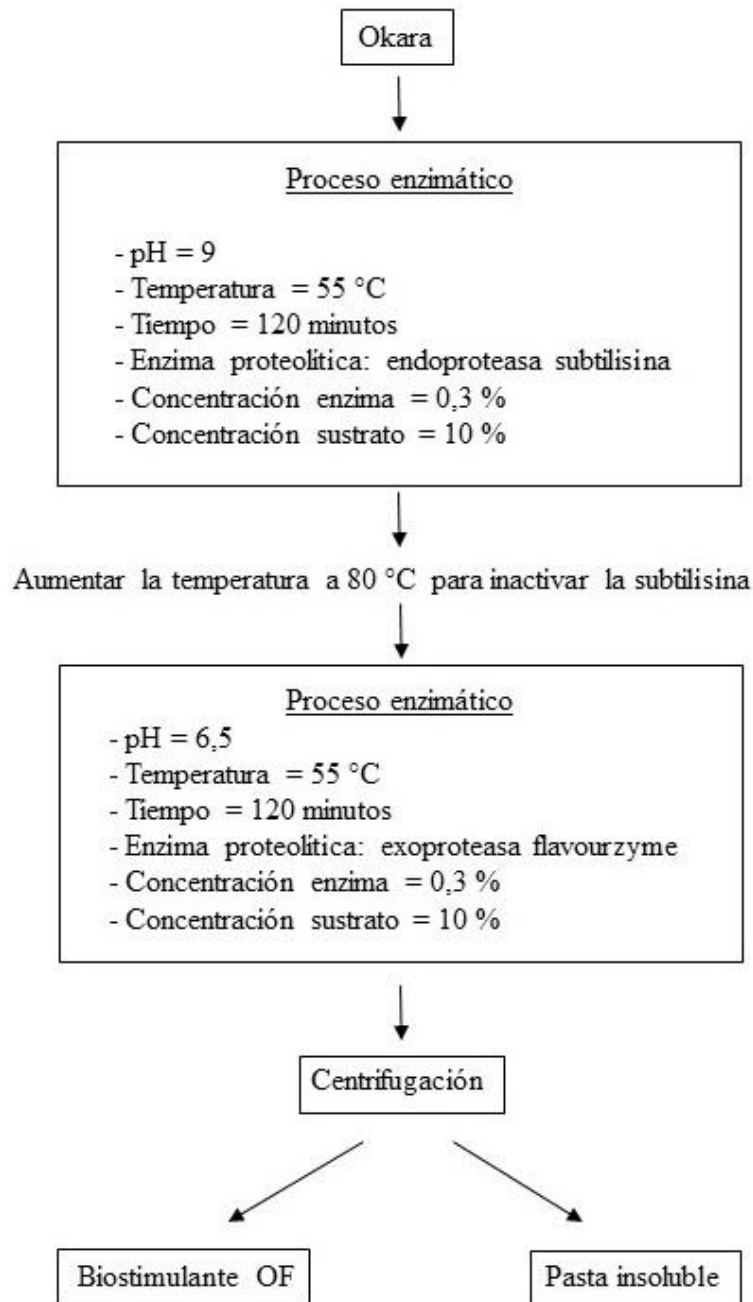 Okara
Proceso enzimático
- pH = 9
- Temperatura = 55 °C
- Tiempo = 120 minutos
- Enzima proteolítica: endoproteasa subtilisina
- Concentración enzima = 0,3 %
- Concentración sustrato = 10 %
Aumentar la temperatura a 80 °C para inactivar la subtilisina
Proceso enzimático
- pH = 6,5
- Temperatura = 55 °C
- Tiempo = 120 minutos
- Enzima proteolítica: exoproteasa flavourzyme
- Concentración enzima = 0,3 %
- Concentración sustrato = 10 %
Centrifugación
Biostimulante OF
Pasta insoluble